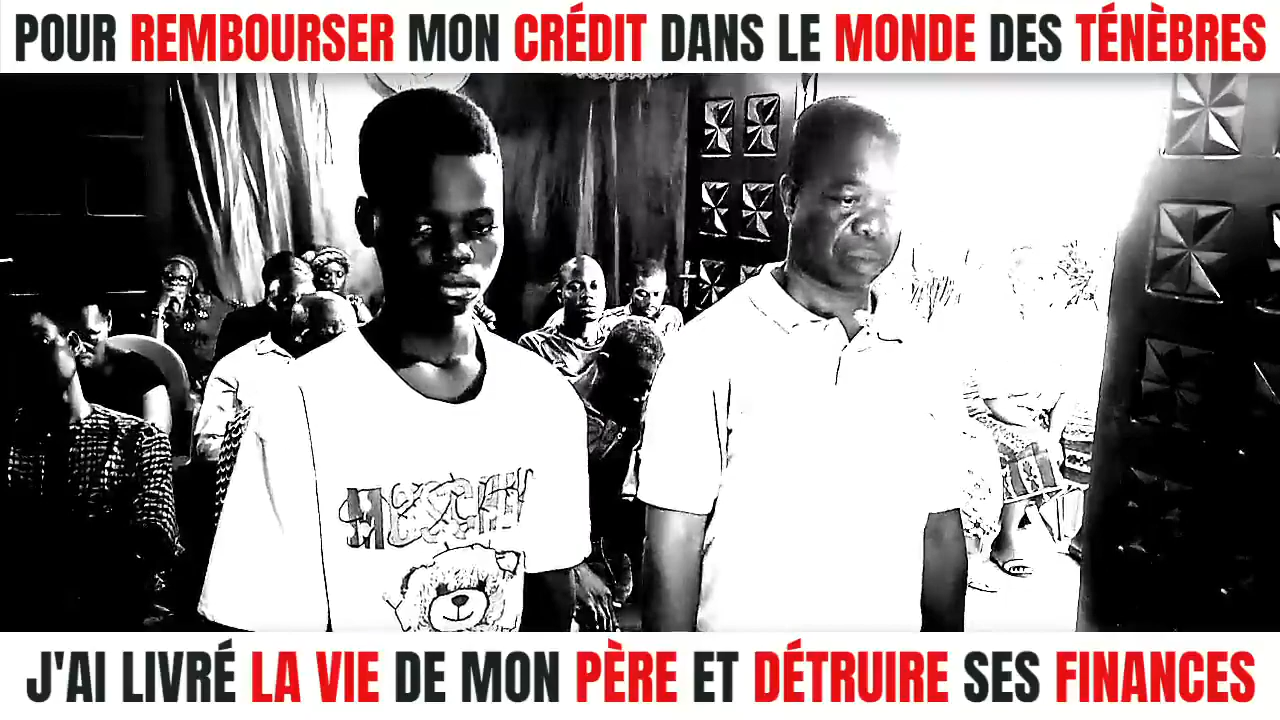 POUR REMBOURSER MON CRÉDIT DANS LE MONDE DES TÉNÈBRES
J'AI LIVRÉ LA VIE DE MON PÈRE ET DÉTRUIRE SES FINANCES